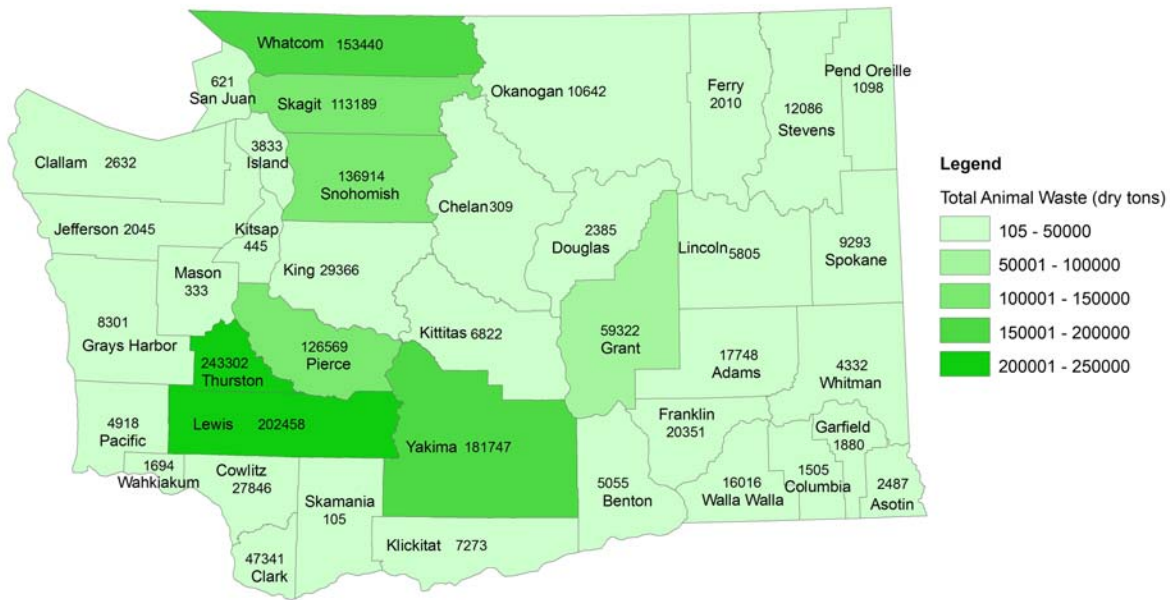 Whatcom 153440
621
San Juan
Skagit 113189
Okanogan 10642
Ferry
2010
Pend Oreille
1098
12086
Stevens
Clallam 2632
3833
Island
136914
Snohomish
Chelan 309
Jefferson 2045
Kitsap
445
2385
Douglas
Lincoln 5805
9293
Spokane
Mason
333
King 29366
8301
Grays Harbor
243302
Thurston
126569
Pierce
Kittitas 6822
59322
Grant
17748
Adams
4332
Whitman
4918
Pacific
Lewis 202458
Yakima 181747
Franklin
20351
Garfield
1880
1694
Wahkiakum
Cowlitz
27846
Skamania
105
5055
Benton
16016
Walla Walla
1505
Columbia
2487
Asotin
47341
Clark
Klickitat 7273
Legend
Total Animal Waste (dry tons)
105 - 50000
50001 - 100000
100001 - 150000
150001 - 200000
200001 - 250000